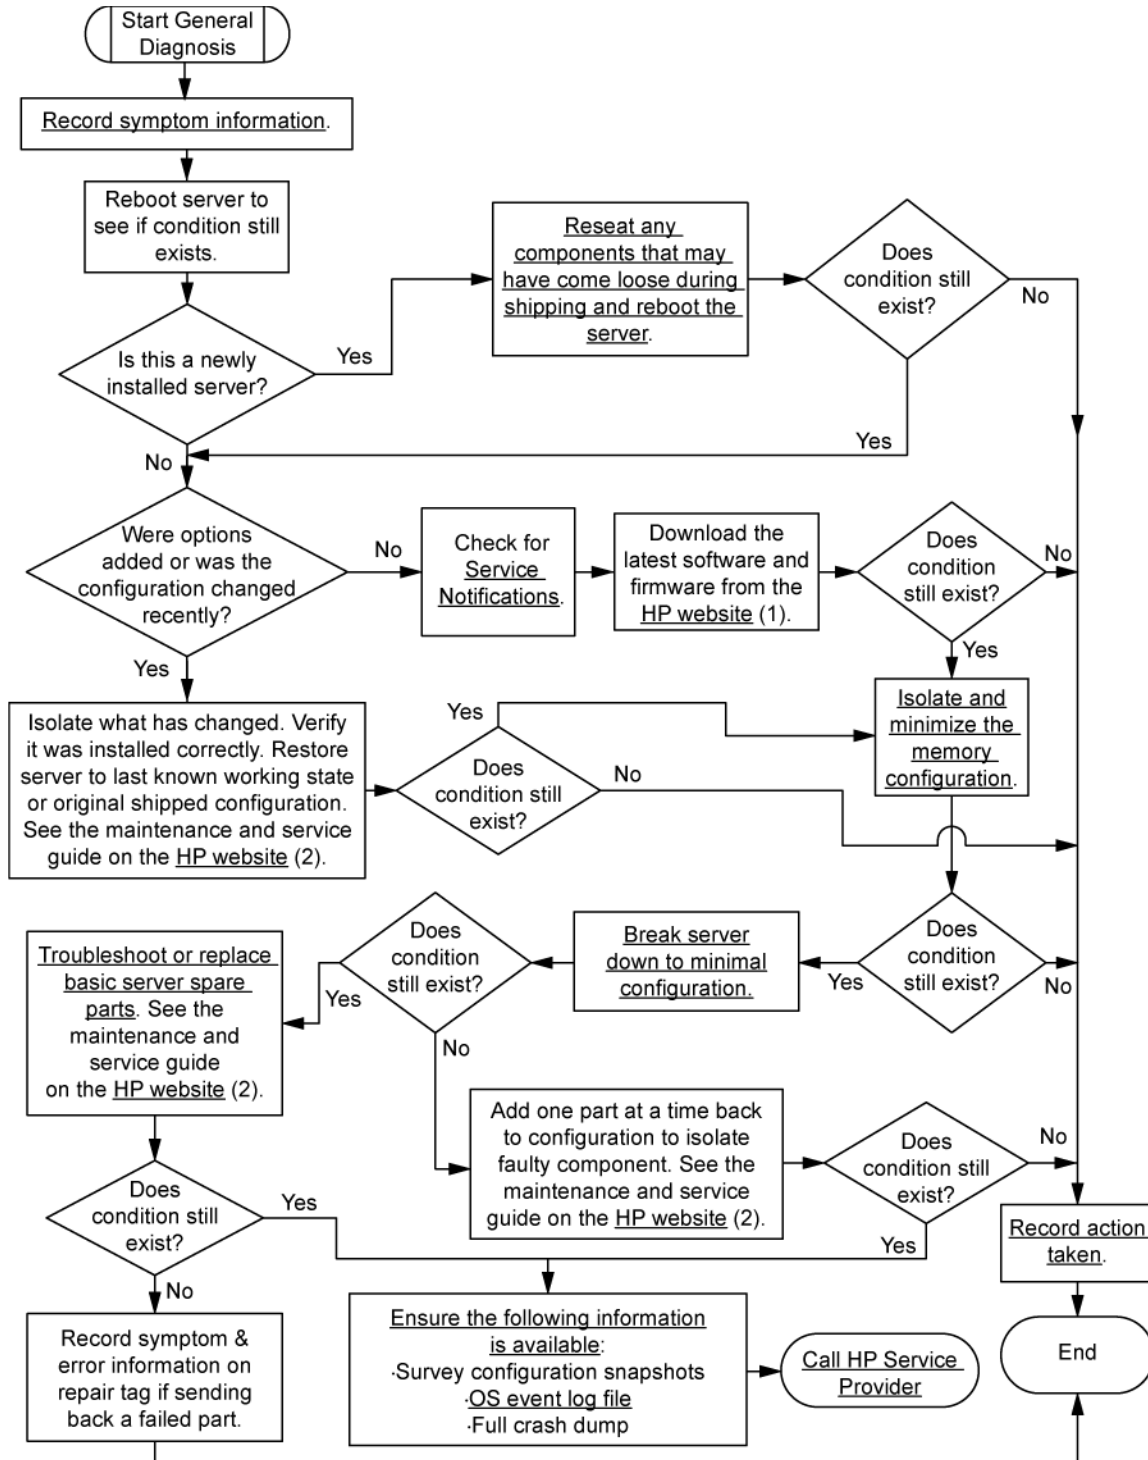 Start General
Diagnosis
Record symptom information.
Reboot server to
see if condition still
exists.
Reseat any
components that may
have come loose during
shipping and reboot the
server.
Does
condition still
exist?
No
Yes
Is this a newly
installed server?
Yes
No
Were options
added or was the
configuration changed
recently?
No
Check for
Service
Notifications.
Download the
latest software and
firmware from the
HP website (1).
Does
condition
still exist?
No
Yes
Yes
Isolate what has changed. Verify
it was installed correctly. Restore
server to last known working state
or original shipped configuration.
See the maintenance and service
guide on the HP website (2).
Yes
Does
condition still
exist?
No
Isolate and
minimize the
memory
configuration.
Does
condition
still exist?
No
Yes
Break server
down to minimal
configuration.
Does
condition
still exist?
Yes
No
Troubleshoot or replace
basic server spare
parts. See the
maintenance and
service guide
on the HP website (2).
Add one part at a time back
to configuration to isolate
faulty component. See the
maintenance and service
guide on the HP website (2).
Does
condition still
exist?
No
Yes
Does
condition still
exist?
Yes
No
Record action
taken.
Record symptom &
error information on
repair tag if sending
back a failed part.
Ensure the following information
is available:
·Survey configuration snapshots
·OS event log file
·Full crash dump
Call HP Service
Provider
End